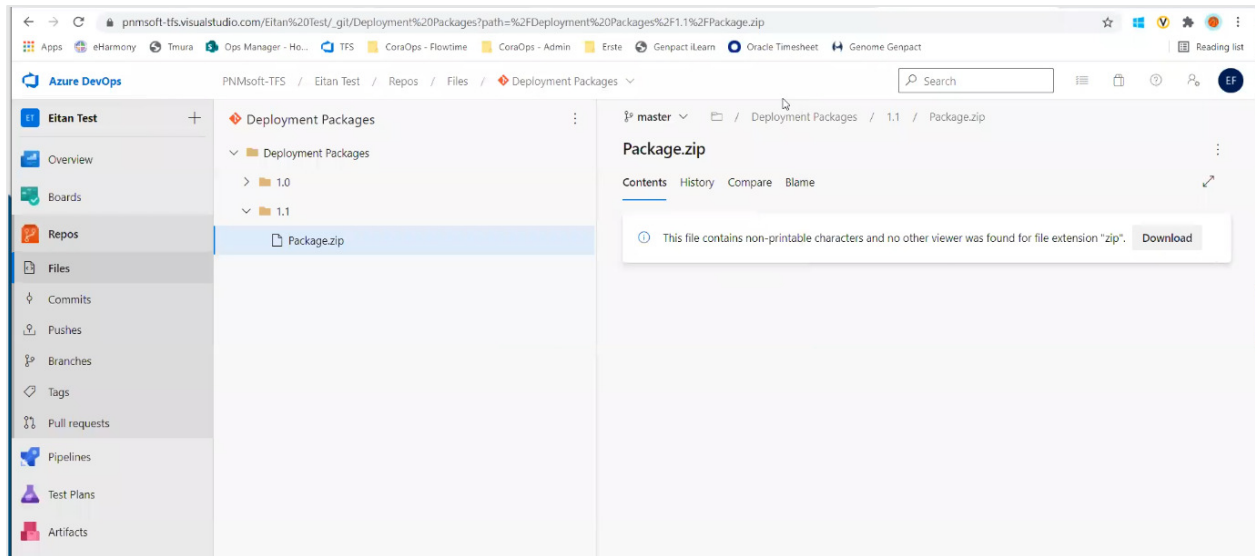 pnmsoft-tfs.visualstudio.com/Eitan%20Test/_git/Deployment%20Packages?path=%2FDeployment%20Packages%2F1.1%2FPackage.zip
Apps eHarmony Tmura Ops Manager - Ho... TFS CoraOps - Flowtime CoraOps - Admin Erste Genpact iLearn Oracle Timesheet Genome Genpact Reading list
Azure DevOps PNMsoft-TFS / Eitan Test / Repos / Files / Deployment Packages Search EF
ET Eitan Test
Overview
Boards
Repos
Files
Commits
Pushes
Branches
Tags
Pull requests
Pipelines
Test Plans
Artifacts
Deployment Packages
Deployment Packages
1.0
1.1
Package.zip
master / Deployment Packages / 1.1 / Package.zip
Package.zip
Contents History Compare Blame
This file contains non-printable characters and no other viewer was found for file extension "zip". Download